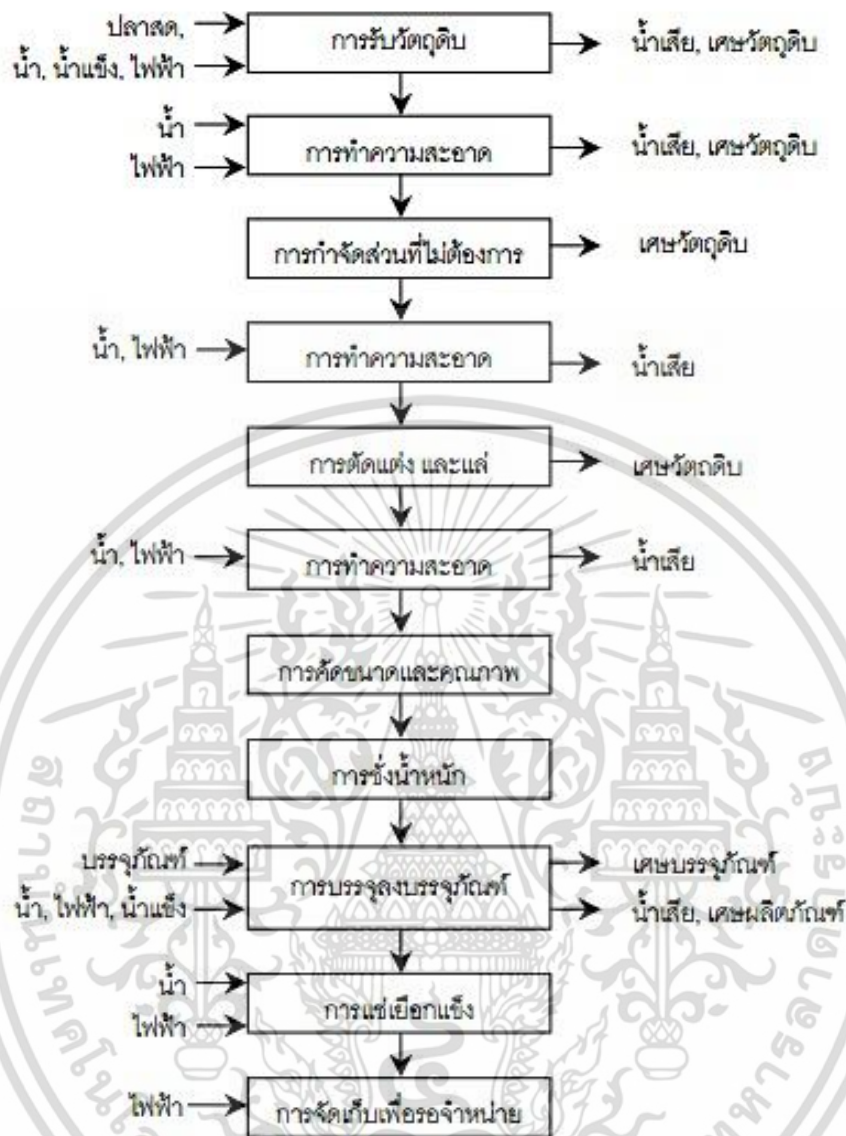 ปลาสด,
น้ำ, น้ำแข็ง, ไฟฟ้า
การรับวัตถุดิบ
น้ำเสีย, เศษวัตถุดิบ
น้ำ
ไฟฟ้า
การทำความสะอาด
น้ำเสีย, เศษวัตถุดิบ
การกำจัดส่วนที่ไม่ต้องการ
เศษวัตถุดิบ
น้ำ, ไฟฟ้า
การทำความสะอาด
น้ำเสีย
การตัดแต่ง และแล่
เศษวัตถุดิบ
น้ำ, ไฟฟ้า
การทำความสะอาด
น้ำเสีย
การคัดขนาดและคุณภาพ
การชั่งน้ำหนัก
บรรจุภัณฑ์
น้ำ, ไฟฟ้า, น้ำแข็ง
การบรรจุลงบรรจุภัณฑ์
เศษบรรจุภัณฑ์
น้ำเสีย, เศษผลิตภัณฑ์
น้ำ
ไฟฟ้า
การแช่เยือกแข็ง
ไฟฟ้า
การจัดเก็บเพื่อรอจำหน่าย